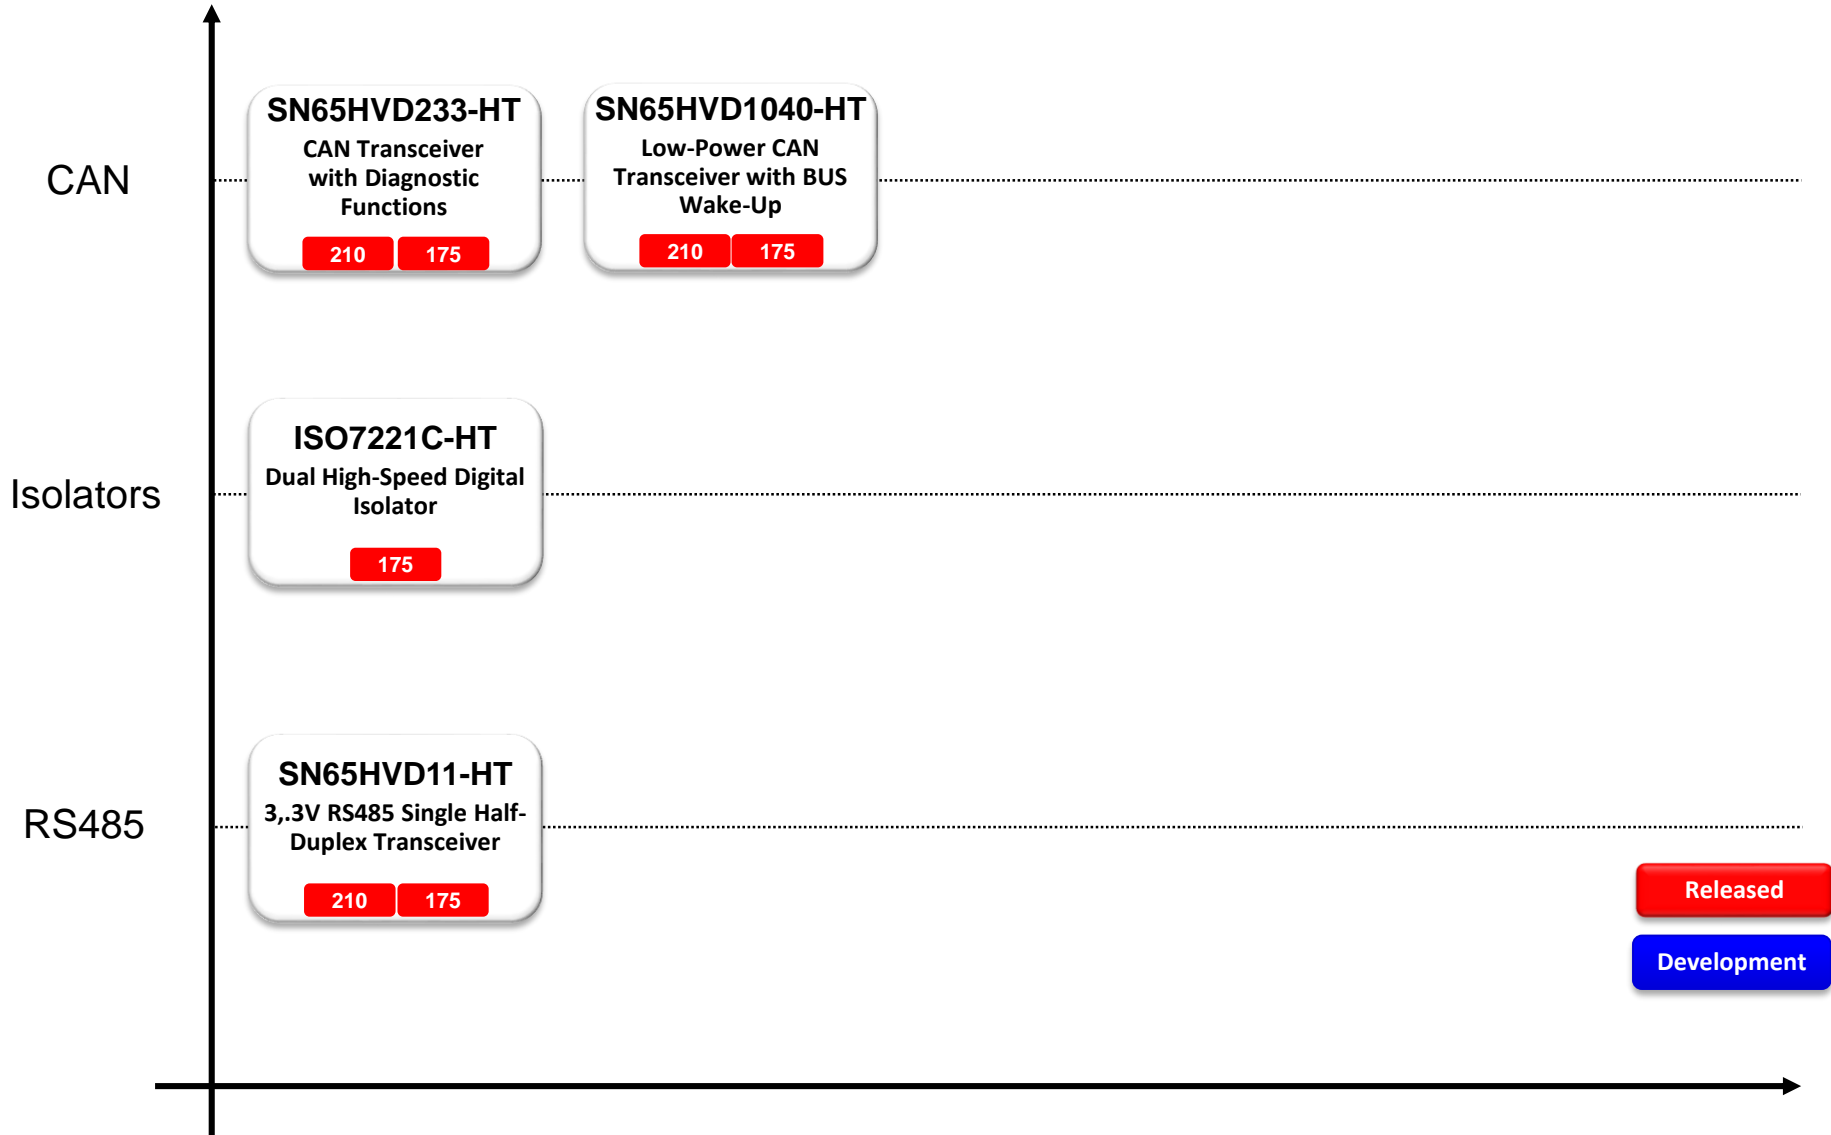 CAN
SN65HVD233-HT
CAN Transceiver
with Diagnostic
Functions
210 175
SN65HVD1040-HT
Low-Power CAN
Transceiver with BUS
Wake-Up
210 175
Isolators
ISO7221C-HT
Dual High-Speed Digital
Isolator
175
RS485
SN65HVD11-HT
3,.3V RS485 Single Half-
Duplex Transceiver
210 175
Released
Development